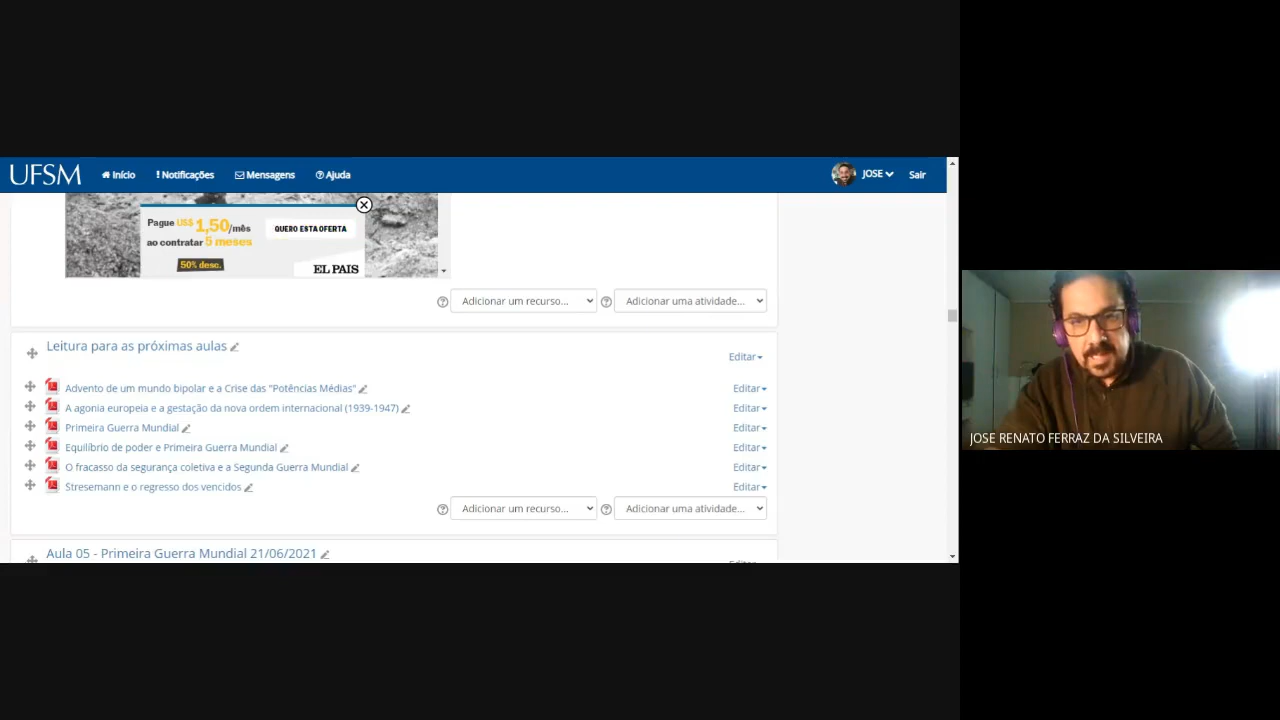 UFSM Início Notificações Mensagens Ajuda JOSE Sair
Pague US$ 1,50/mês
ao contratar 5 meses
50% desc.
QUERO ESTA OFERTA
EL PAIS
Adicionar um recurso... Adicionar uma atividade...
Leitura para as próximas aulas
Editar
Advento de um mundo bipolar e a Crise das "Potências Médias" Editar
A agonia europeia e a gestação da nova ordem internacional (1939-1947) Editar
Primeira Guerra Mundial Editar
Equilíbrio de poder e Primeira Guerra Mundial Editar
O fracasso da segurança coletiva e a Segunda Guerra Mundial Editar
Stresemann e o regresso dos vencidos Editar
Adicionar um recurso... Adicionar uma atividade...
Aula 05 - Primeira Guerra Mundial 21/06/2021
JOSE RENATO FERRAZ DA SILVEIRA